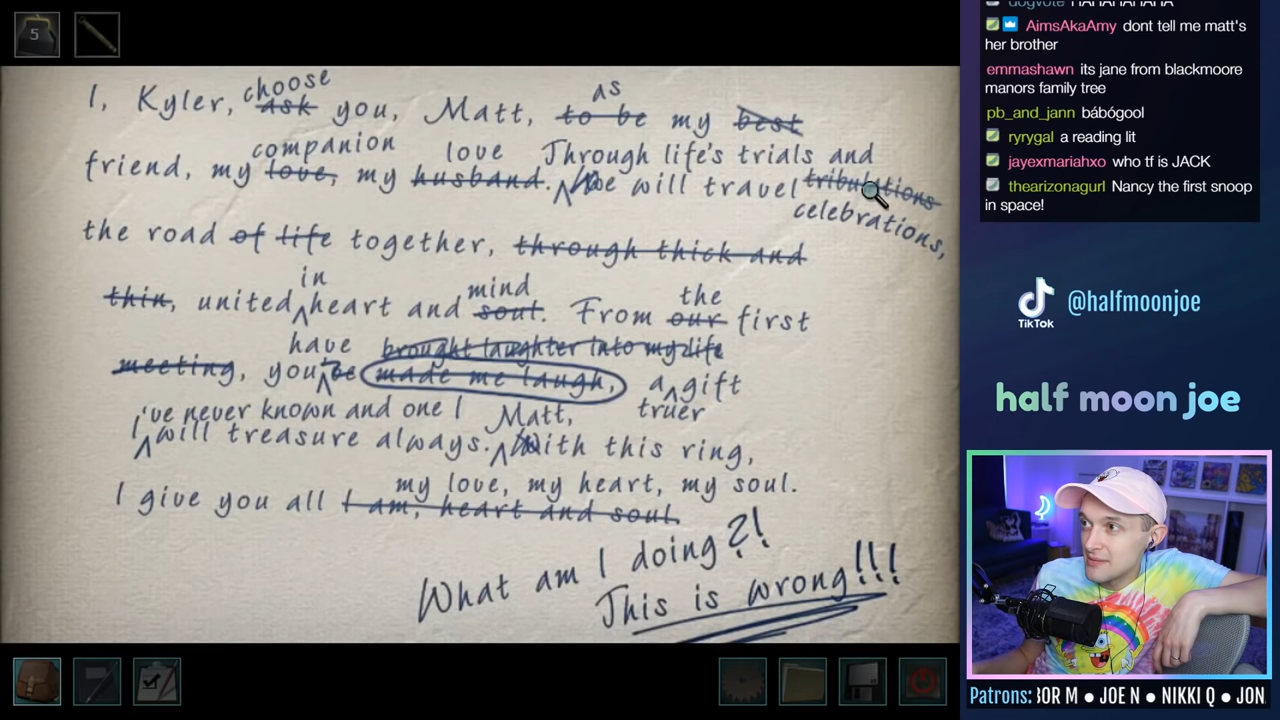 5
choose as
I, Kyler, ask you, Matt, to be my best
companion love Through life's trials and
friend, my love, my husband. We will travel tribulations
celebrations,
the road of life together, through thick and
in mind the
thin, united heart and soul. From our first
have brought laughter into my life
meeting, you've made me laugh, a gift
I've never known and one I Matt, truer
will treasure always. With this ring,
my love, my heart, my soul.
I give you all I am, heart and soul.
What am I doing?!
This is wrong!!!
dogvote HAHAHAHAHA
AimsAkaAmy dont tell me matt's
her brother
emmashawn its jane from blackmoore
manors family tree
pb_and_jann bábógool
ryrygal a reading lit
jayexmariahxo who tf is JACK
thearizonagurl Nancy the first snoop
in space!
TikTok
@halfmoonjoe
half moon joe
Patrons: BOR M ● JOE N ● NIKKI Q ● JON